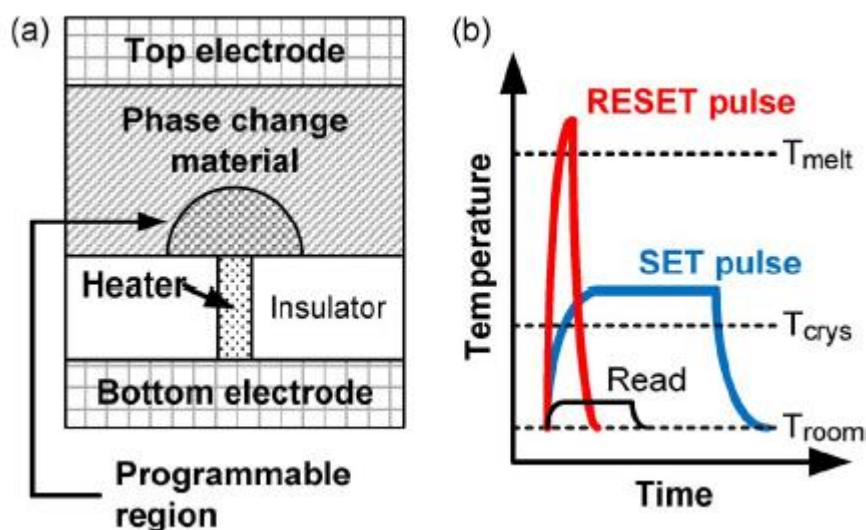 (a)
Top electrode
Phase change
material
Heater
Insulator
Bottom electrode
Programmable
region
(b)
RESET pulse
Tmelt
SET pulse
Tcrys
Read
Troom
Temperature
Time